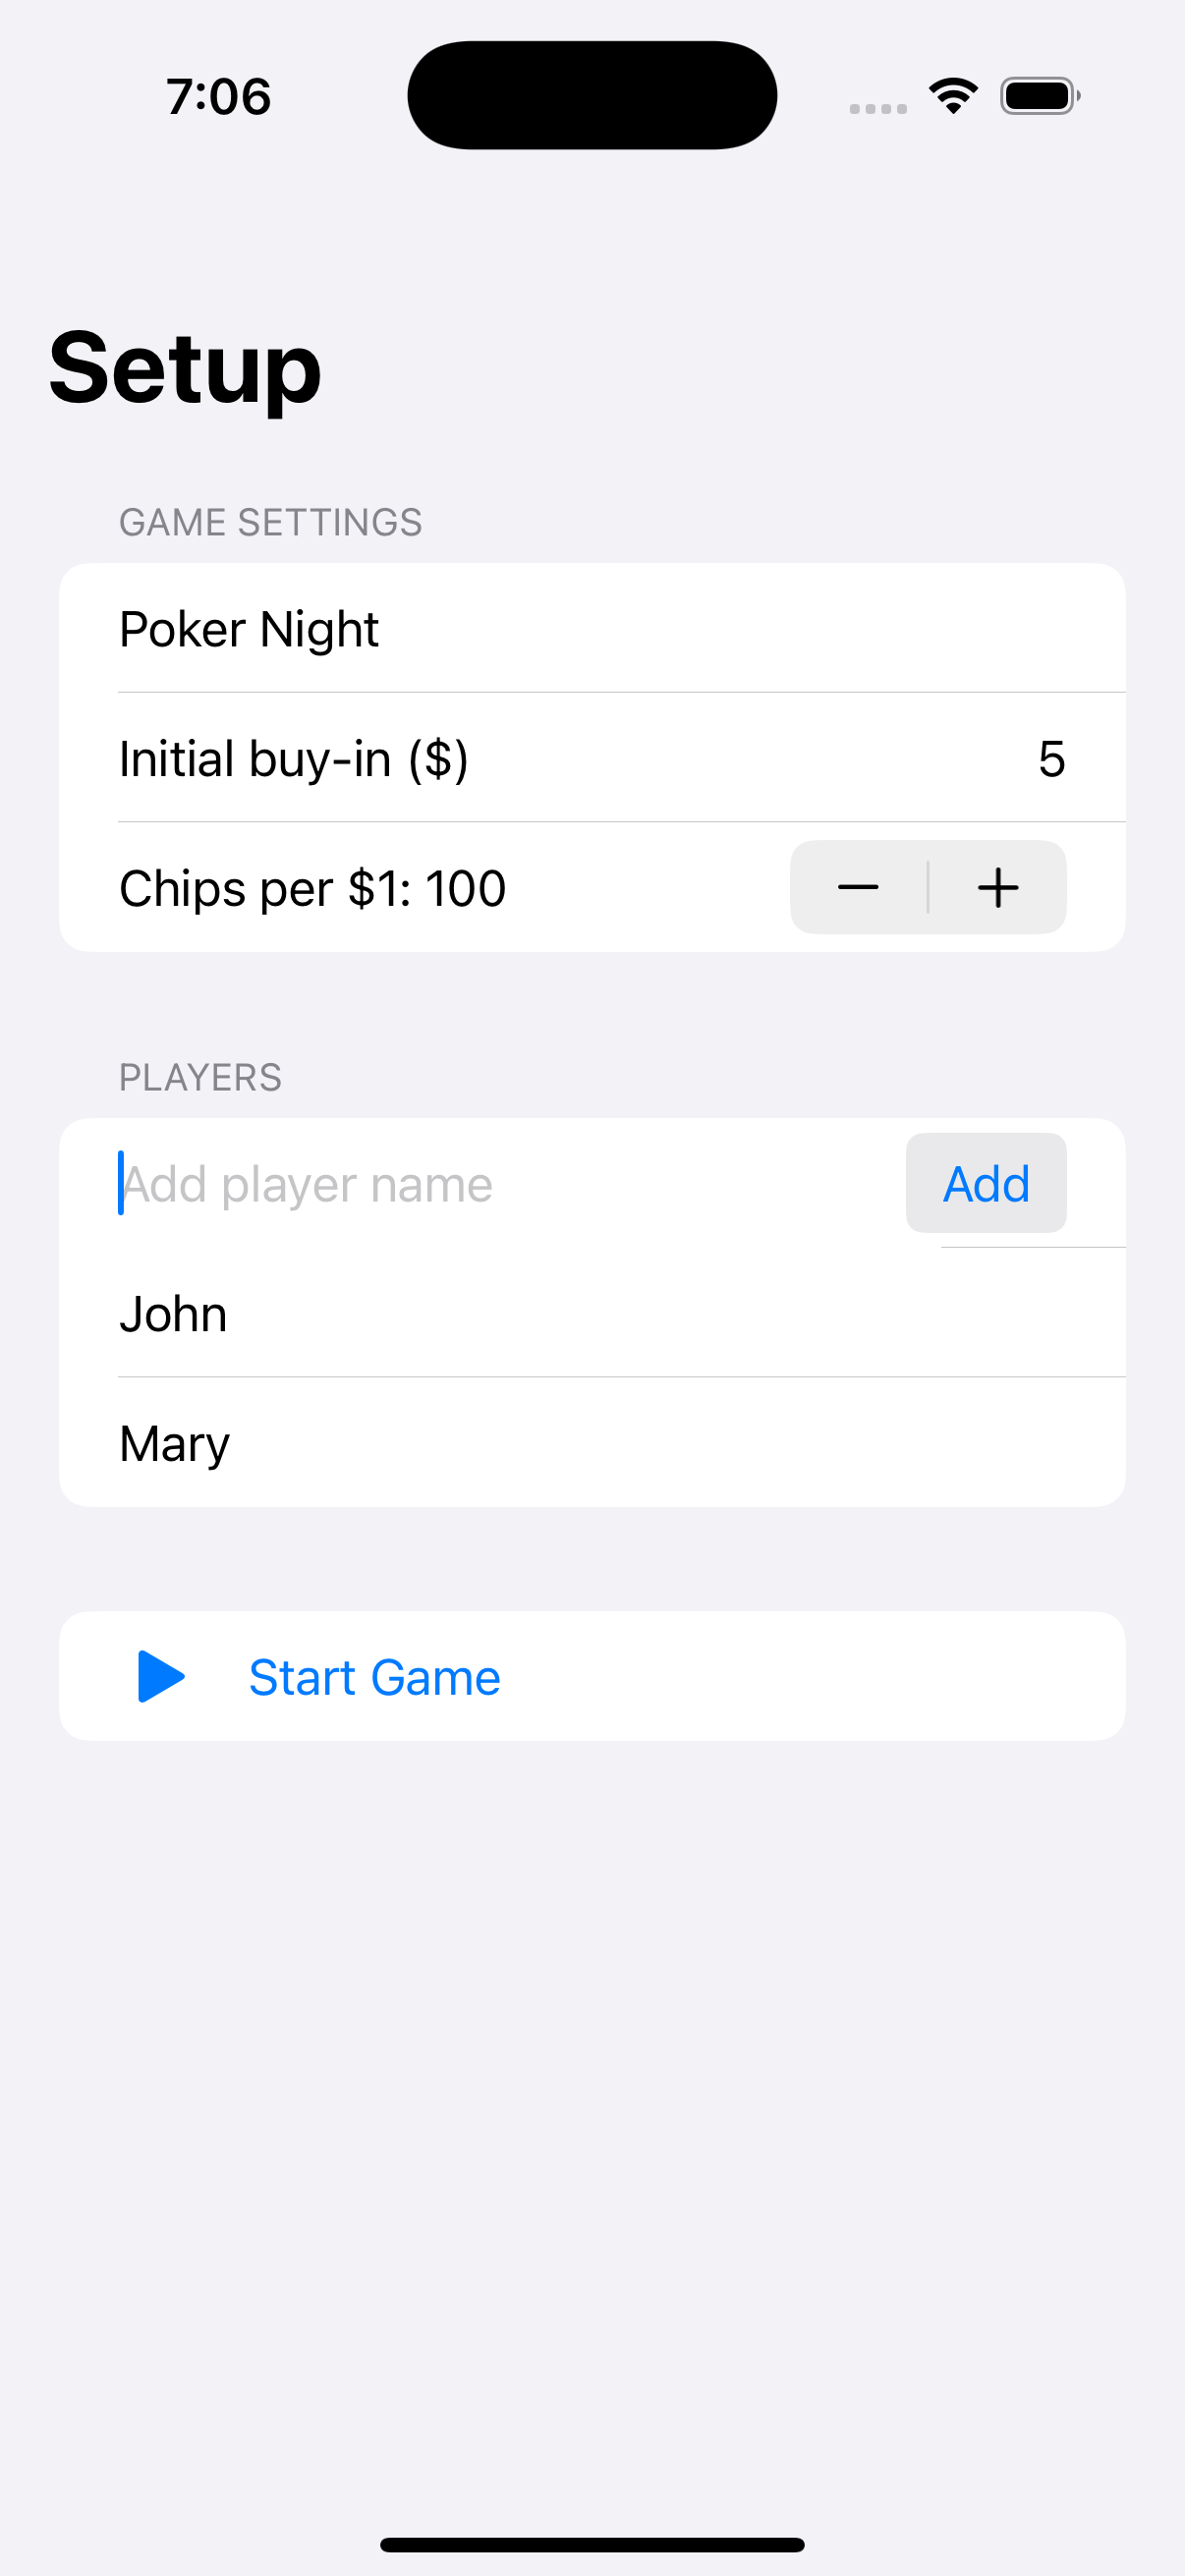 7:06
Setup
GAME SETTINGS
Poker Night
Initial buy-in ($) 5
Chips per $1: 100 − +
PLAYERS
Add player name Add
John
Mary
Start Game